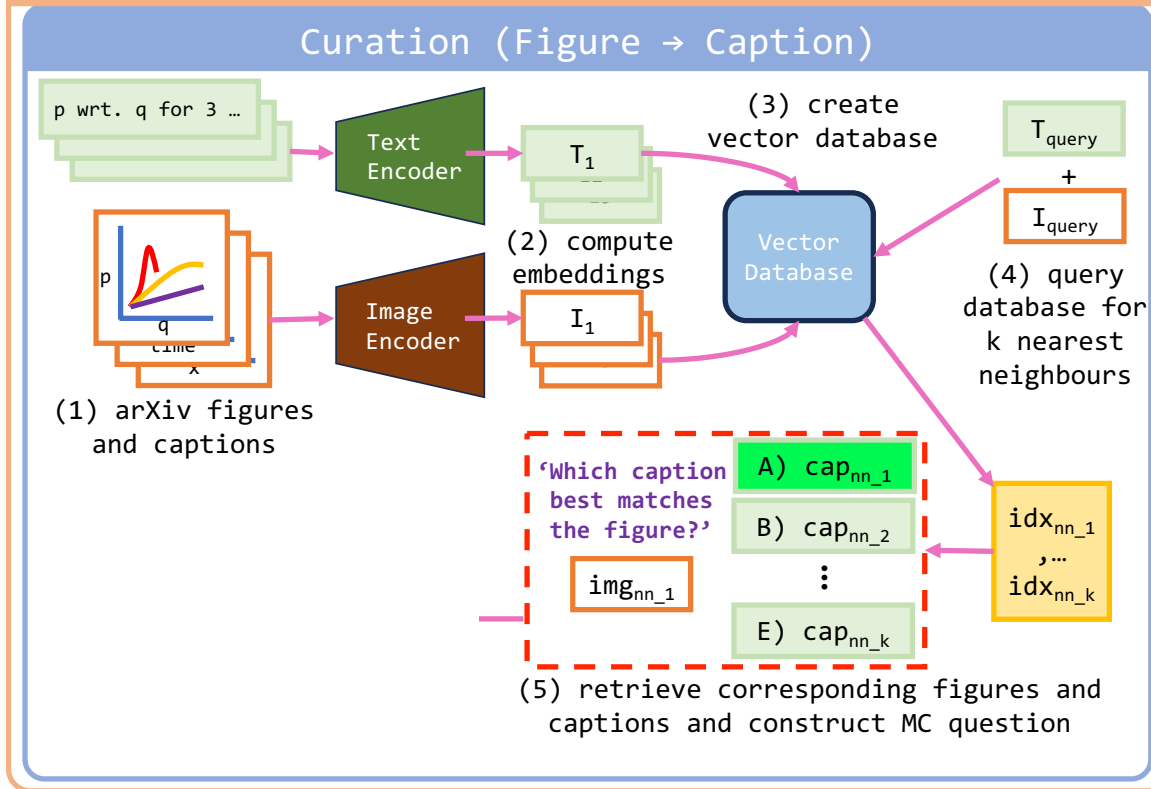 Curation (Figure → Caption)
p wrt. q for 3 …
Text
Encoder
T1
(3) create
vector database
Tquery
+
Iquery
p
q
time
x
(1) arXiv figures
and captions
Image
Encoder
(2) compute
embeddings
I1
Vector
Database
(4) query
database for
k nearest
neighbours
‘Which caption
best matches
the figure?’
imgnn_1
A) capnn_1
B) capnn_2
⋮
E) capnn_k
idxnn_1
,…
idxnn_k
(5) retrieve corresponding figures and
captions and construct MC question